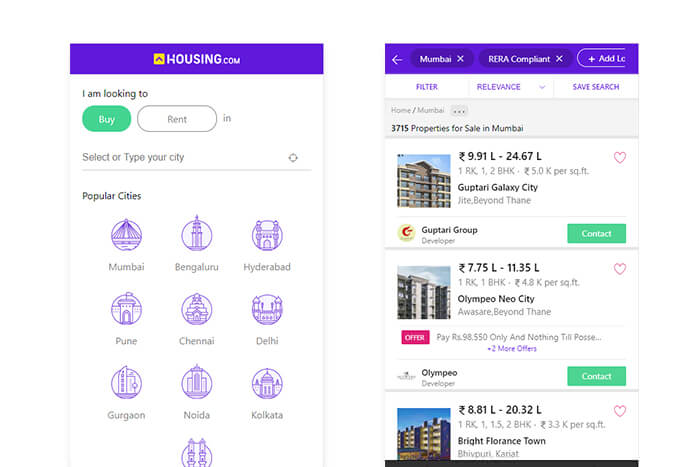 HOUSING.COM
I am looking to
Buy Rent in
Select or Type your city
Popular Cities
Mumbai Bengaluru Hyderabad
Pune Chennai Delhi
Gurgaon Noida Kolkata
Mumbai ✕ RERA Compliant ✕ + Add Lo
FILTER RELEVANCE SAVE SEARCH
Home / Mumbai ...
3715 Properties for Sale in Mumbai
₹ 9.91 L - 24.67 L
1 RK, 1, 2 BHK · ₹ 5.0 K per sq.ft.
Guptari Galaxy City
Jite,Beyond Thane
Guptari Group
Developer
Contact
₹ 7.75 L - 11.35 L
1 RK, 1 BHK · ₹ 4.8 K per sq.ft.
Olympeo Neo City
Awasare,Beyond Thane
OFFER Pay Rs.98,550 Only And Nothing Till Posse...
+2 More Offers
Olympeo
Developer
Contact
₹ 8.81 L - 20.32 L
1 RK, 1, 1.5, 2 BHK · ₹ 3.3 K per sq.ft.
Bright Florance Town
Bhivpuri, Karjat